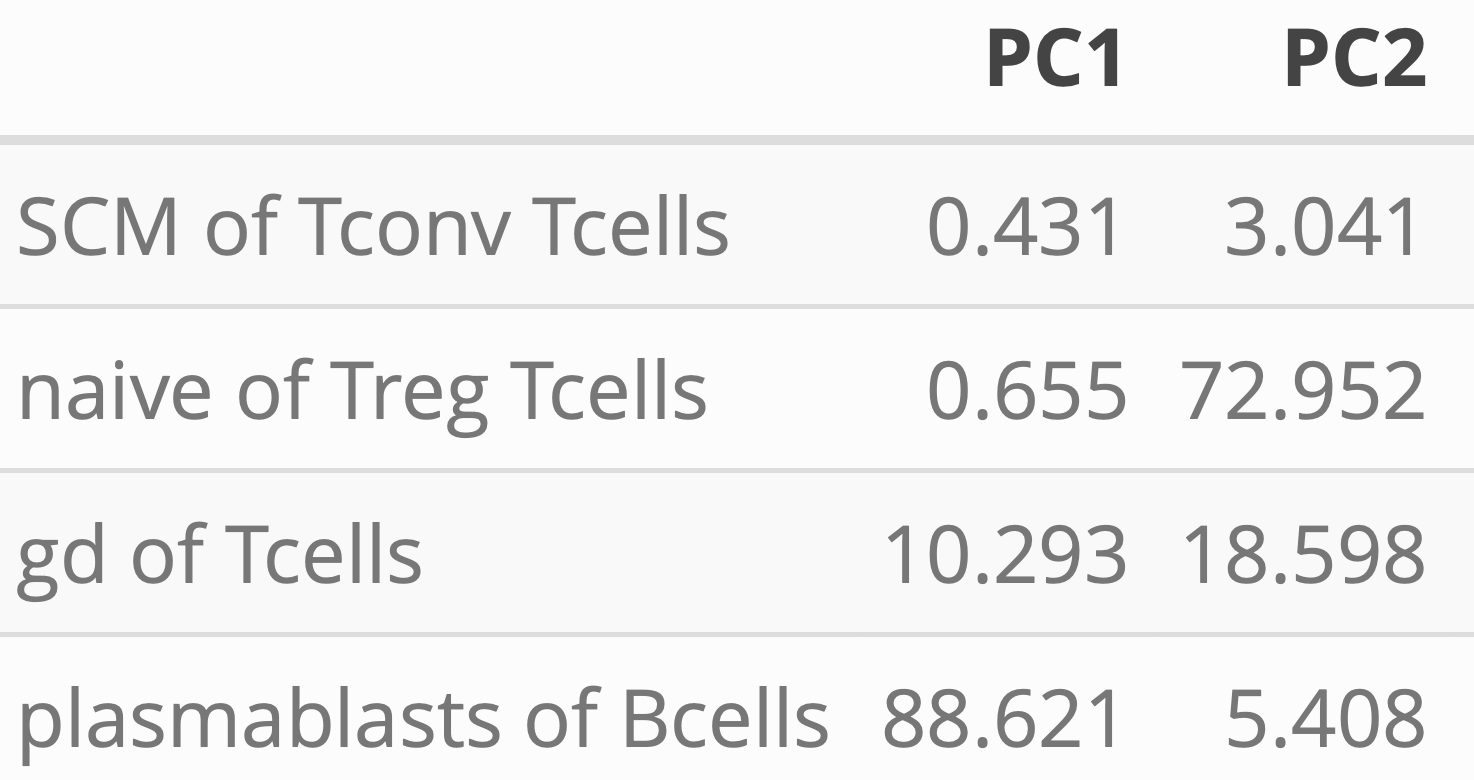 PC1 PC2
SCM of Tconv Tcells 0.431 3.041
naive of Treg Tcells 0.655 72.952
gd of Tcells 10.293 18.598
plasmablasts of Bcells 88.621 5.408